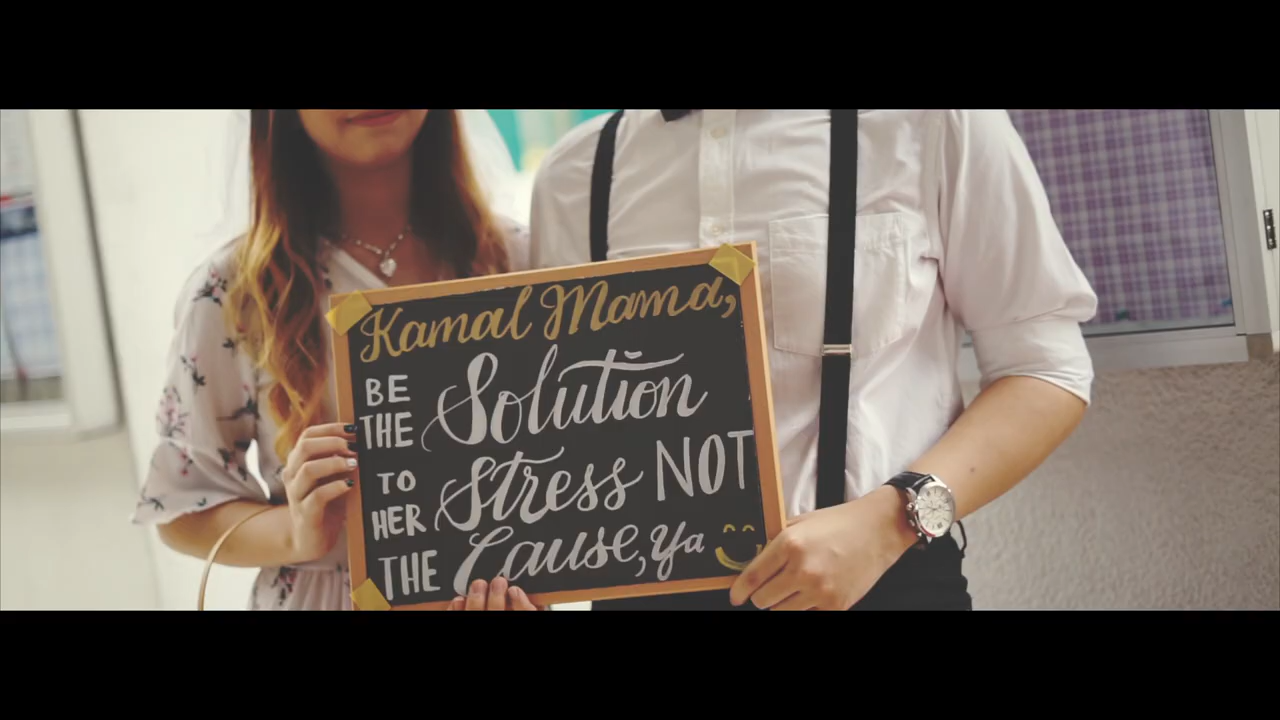 Kamal Mama,
BE THE Solution
TO HER Stress NOT
THE Cause, Ya